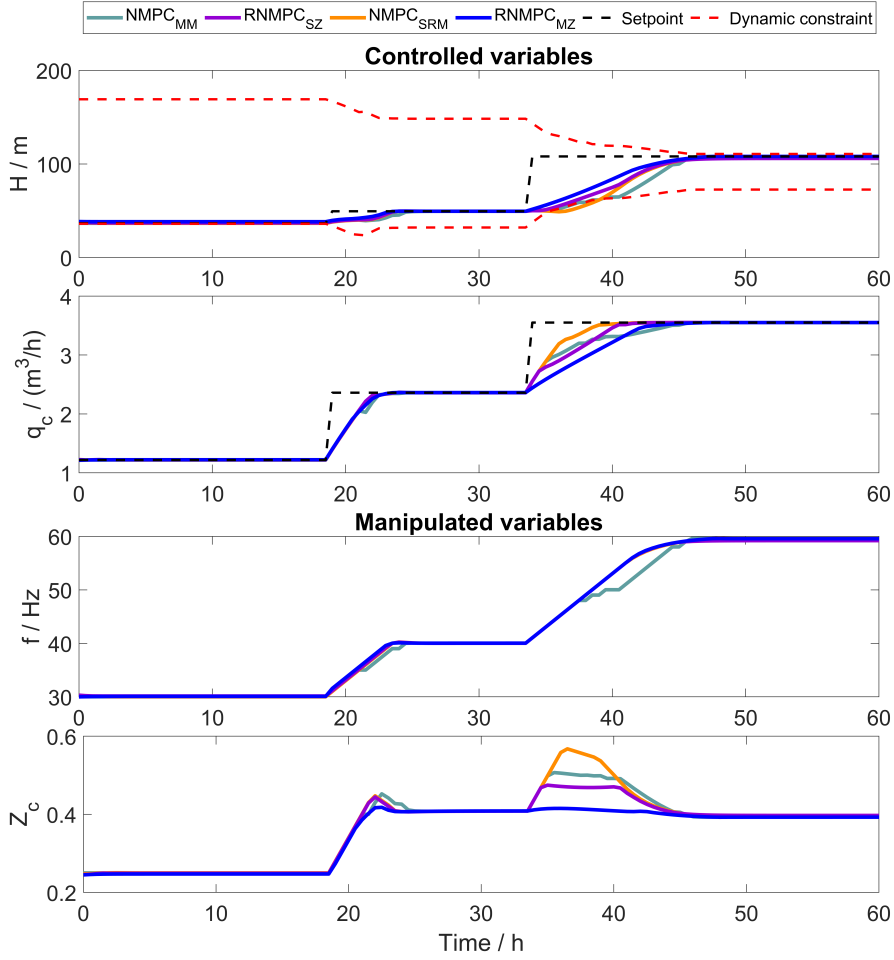 NMPC_MM RNMPC_SZ NMPC_SRM RNMPC_MZ Setpoint Dynamic constraint
Controlled variables
200
100
0
H / m
0 10 20 30 40 50 60
4
3
2
1
q_c / (m³/h)
0 10 20 30 40 50 60
Manipulated variables
60
50
40
30
f / Hz
0 10 20 30 40 50 60
0.6
0.4
0.2
Z_c
0 10 20 30 40 50 60
Time / h